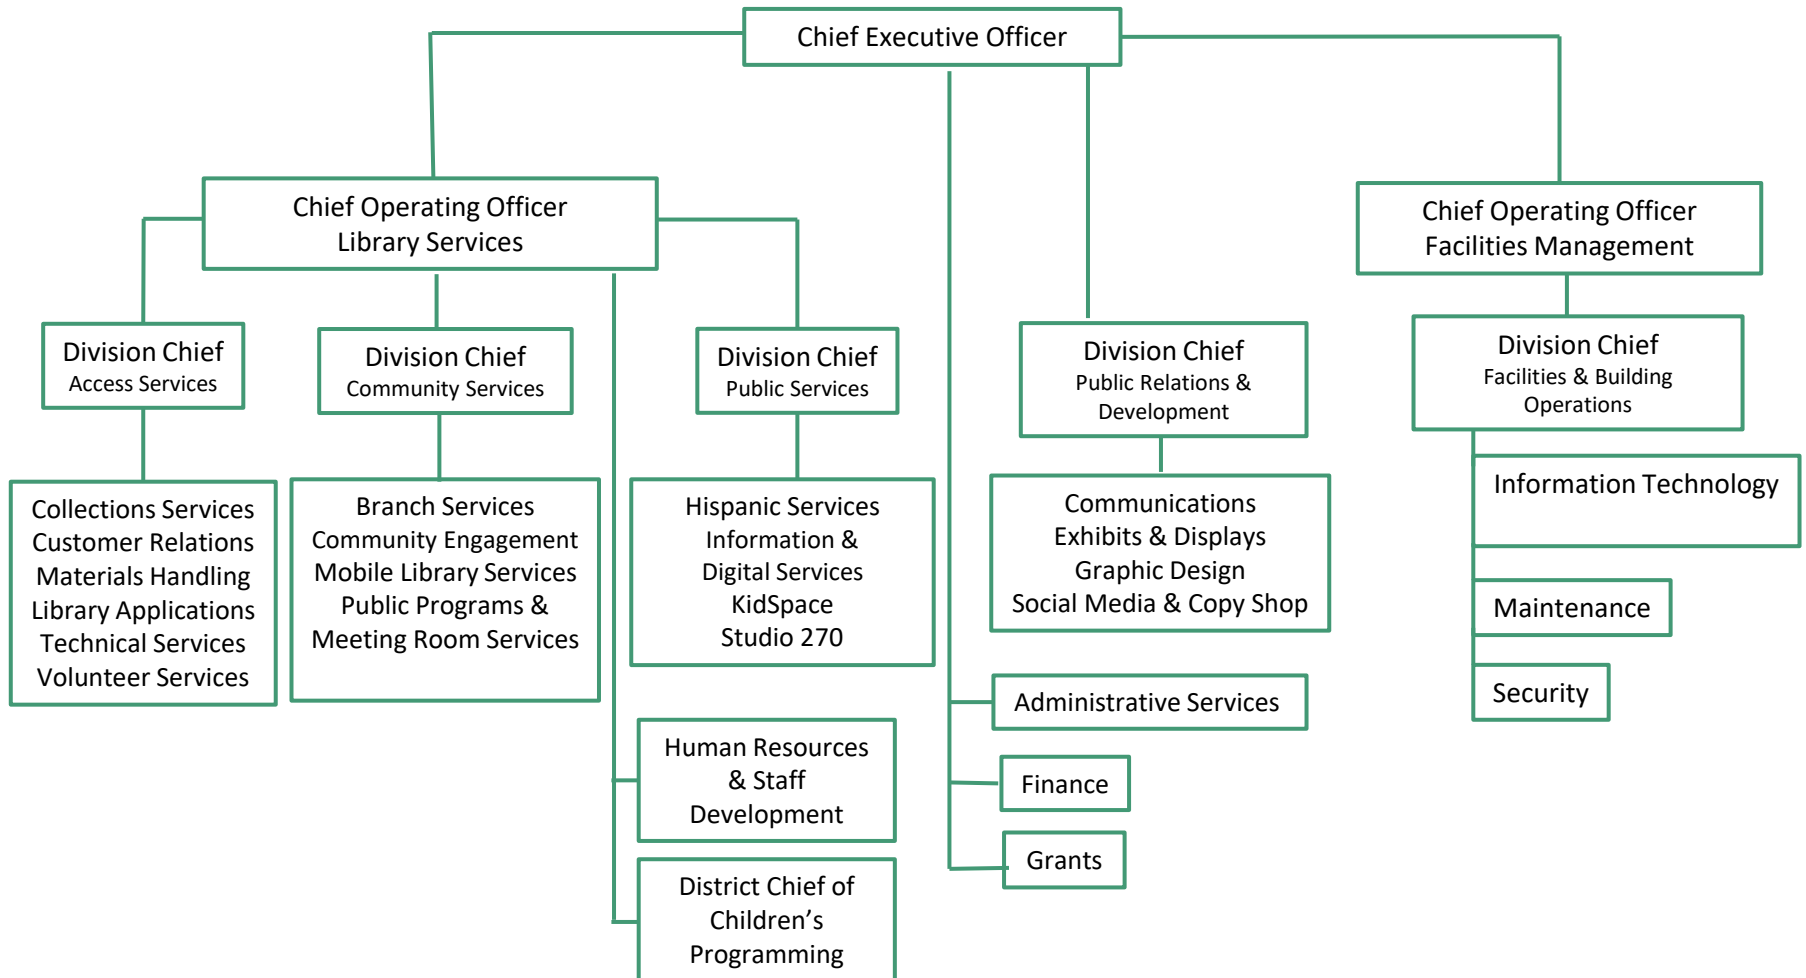 Chief Executive Officer
Chief Operating Officer
Library Services
Chief Operating Officer
Facilities Management
Division Chief
Access Services
Division Chief
Community Services
Division Chief
Public Services
Division Chief
Public Relations &
Development
Division Chief
Facilities & Building
Operations
Collections Services
Customer Relations
Materials Handling
Library Applications
Technical Services
Volunteer Services
Branch Services
Community Engagement
Mobile Library Services
Public Programs &
Meeting Room Services
Hispanic Services
Information &
Digital Services
KidSpace
Studio 270
Communications
Exhibits & Displays
Graphic Design
Social Media & Copy Shop
Information Technology
Maintenance
Security
Administrative Services
Finance
Grants
Human Resources
& Staff
Development
District Chief of
Children’s
Programming